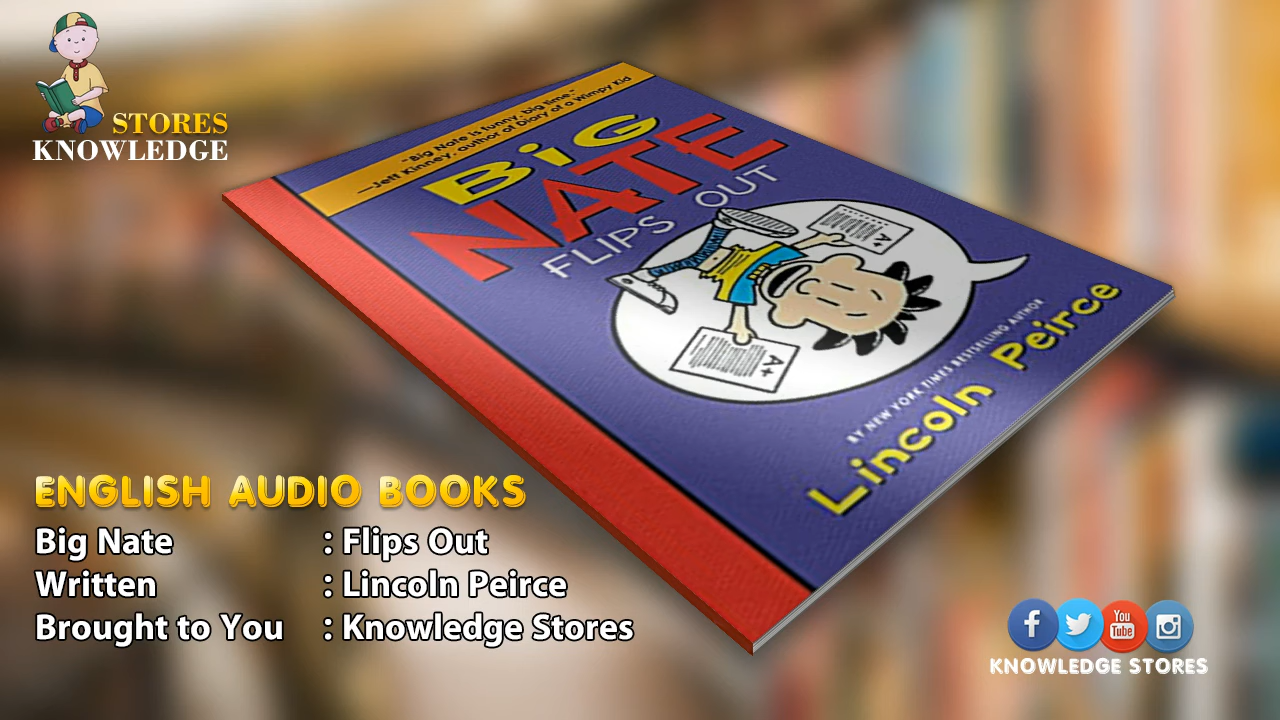 STORES
KNOWLEDGE
"Big Nate is funny, big time."
—Jeff Kinney, author of Diary of a Wimpy Kid
BiG
NATE
FLIPS OUT
A+
A+
BY NEW YORK TIMES BESTSELLING AUTHOR
Lincoln Peirce
ENGLISH AUDIO BOOKS
Big Nate : Flips Out
Written : Lincoln Peirce
Brought to You : Knowledge Stores
f
You
Tube
KNOWLEDGE STORES